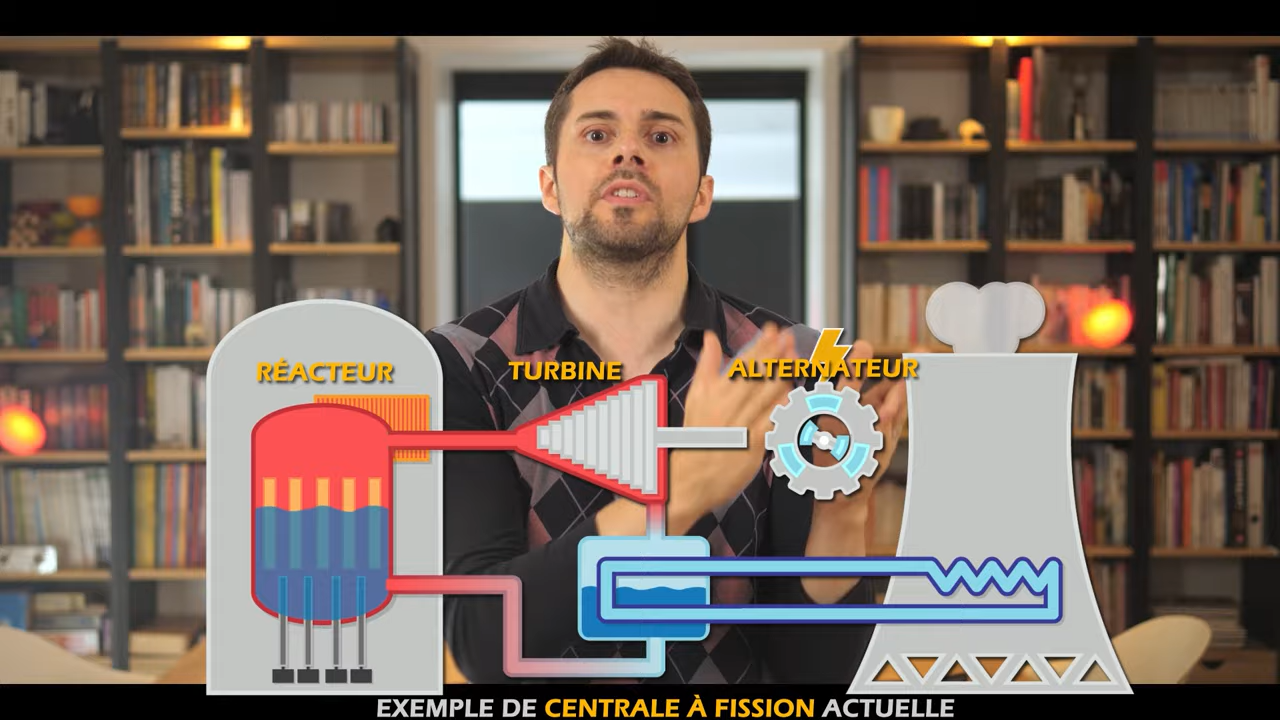 RÉACTEUR
TURBINE
ALTERNATEUR
EXEMPLE DE CENTRALE À FISSION ACTUELLE